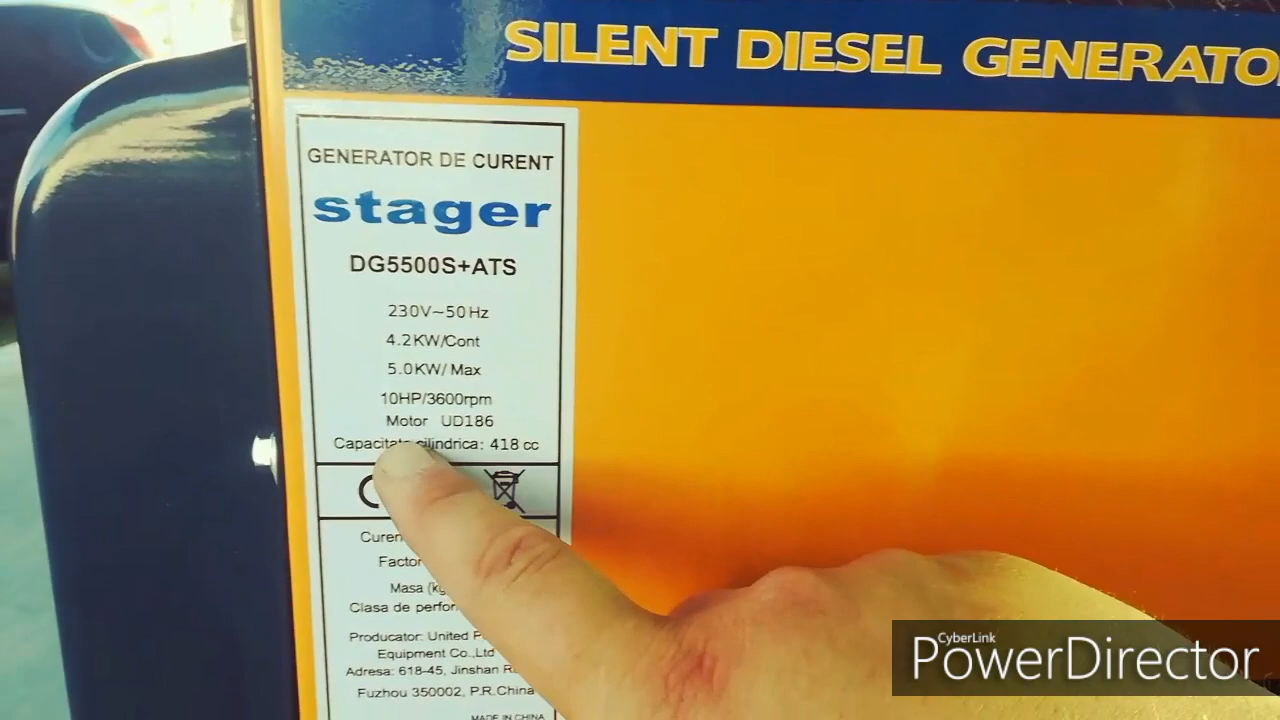 SILENT DIESEL GENERATO
GENERATOR DE CURENT
stager
DG5500S+ATS
230V~50Hz
4.2KW/Cont
5.0KW/Max
10HP/3600rpm
Motor UD186
Capacitate cilindrica: 418 cc
Curen
Factor
Masa (kg
Clasa de perfor
Producator: United P
Equipment Co.,Ltd
Adresa: 618-45, Jinshan R
Fuzhou 350002, P.R.China
MADE IN CHINA
CyberLink
PowerDirector